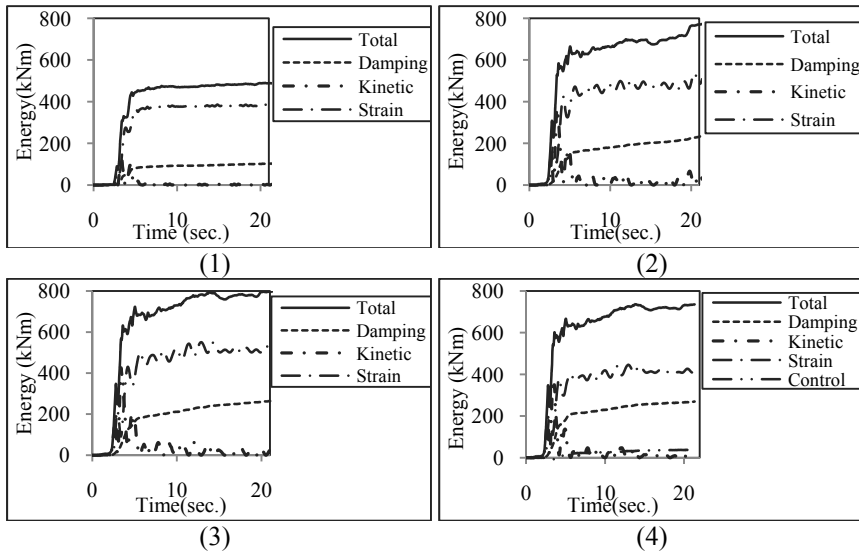 Energy(kNm)
800
600
400
200
0
0 10 20
Time (sec.)
Total
Damping
Kinetic
Strain
(1)
Energy(kNm)
800
600
400
200
0
0 10 20
Time(sec.)
Total
Damping
Kinetic
Strain
(2)
Energy (kNm)
800
600
400
200
0
0 10 20
Time(sec.)
Total
Damping
Kinetic
Strain
(3)
Energy (kNm)
800
600
400
200
0
0 10 20
Time(sec.)
Total
Damping
Kinetic
Strain
Control
(4)